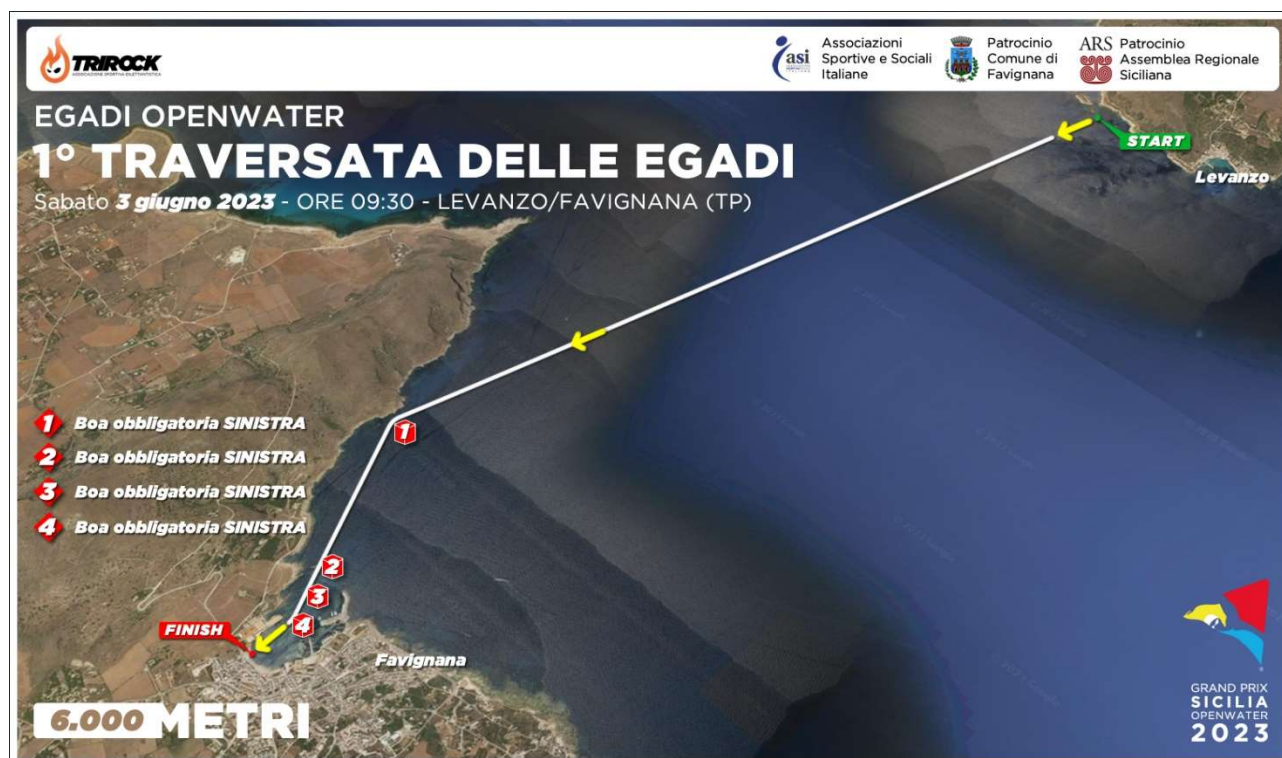 TRIROCK
ASSOCIAZIONE SPORTIVA DILETTANTISTICA
asi
Associazioni
Sportive e Sociali
Italiane
Patrocinio
Comune di
Favignana
ARS
Patrocinio
Assemblea Regionale
Siciliana
EGADI OPENWATER
1° TRAVERSATA DELLE EGADI
Sabato 3 giugno 2023 - ORE 09:30 - LEVANZO/FAVIGNANA (TP)
START
Levanzo
1
1 Boa obbligatoria SINISTRA
2 Boa obbligatoria SINISTRA
3 Boa obbligatoria SINISTRA
4 Boa obbligatoria SINISTRA
2
3
4
FINISH
Favignana
6.000 METRI
GRAND PRIX
SICILIA
OPENWATER
2023